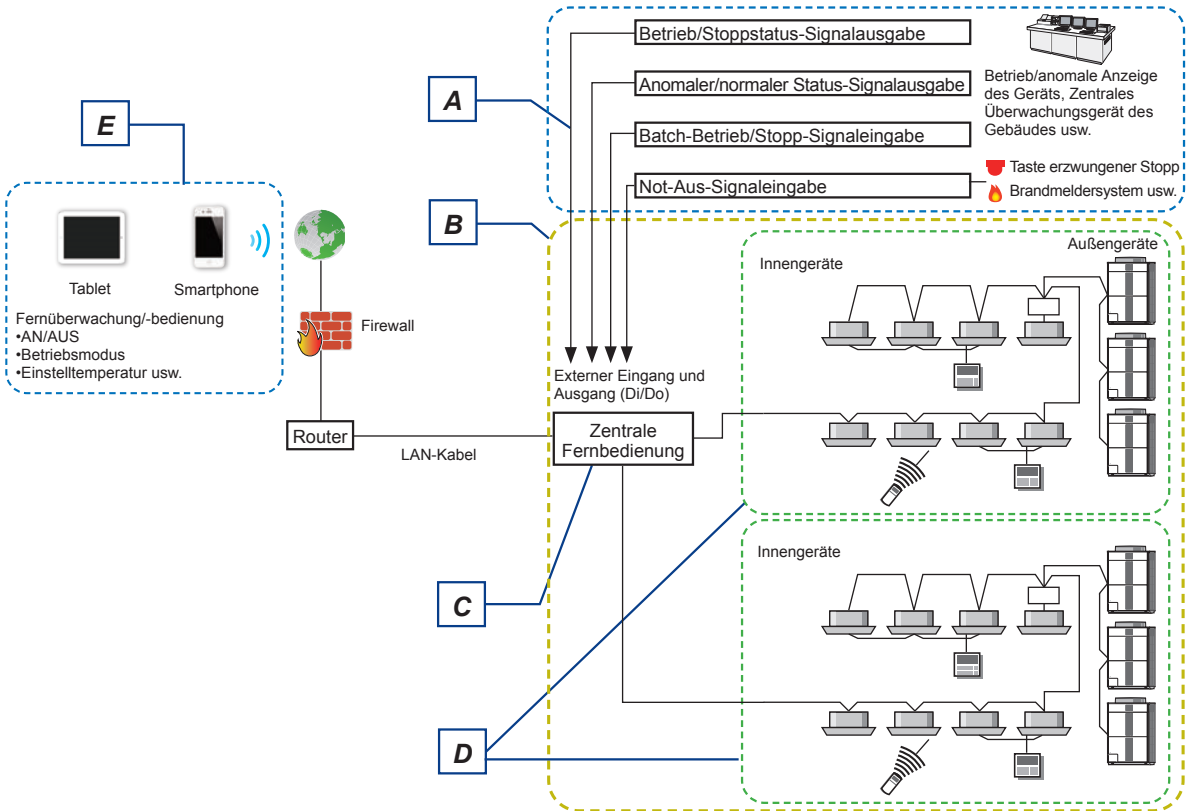 Betrieb/Stoppstatus-Signalausgabe
Anomaler/normaler Status-Signalausgabe
Batch-Betrieb/Stopp-Signaleingabe
Not-Aus-Signaleingabe
Betrieb/anomale Anzeige
des Geräts, Zentrales
Überwachungsgerät des
Gebäudes usw.
Taste erzwungener Stopp
Brandmeldersystem usw.
A
E
B
Tablet
Smartphone
Fernüberwachung/-bedienung
•AN/AUS
•Betriebsmodus
•Einstelltemperatur usw.
Firewall
Router
LAN-Kabel
Externer Eingang und
Ausgang (Di/Do)
Zentrale
Fernbedienung
Innengeräte
Außengeräte
C
Innengeräte
D